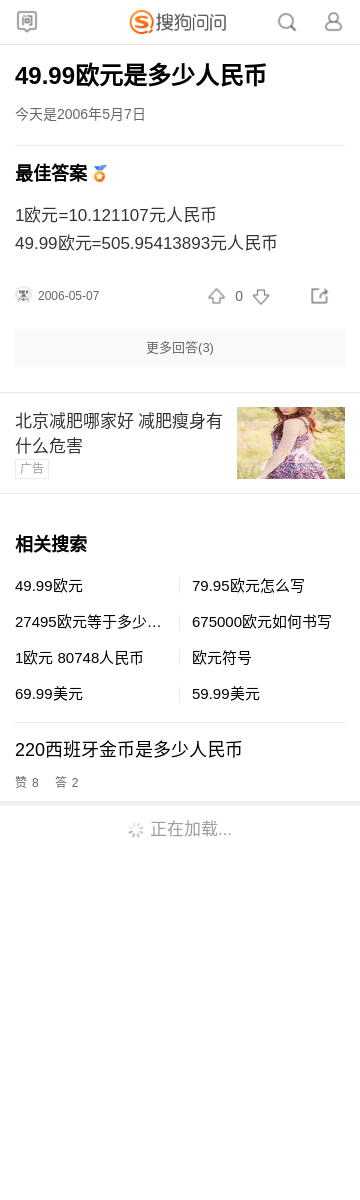 问
搜狗问问
49.99欧元是多少人民币
今天是2006年5月7日
最佳答案
1欧元=10.121107元人民币
49.99欧元=505.95413893元人民币
2006-05-07
0
更多回答(3)
北京减肥哪家好 减肥瘦身有
什么危害
广告
相关搜索
49.99欧元
79.95欧元怎么写
27495欧元等于多少…
675000欧元如何书写
1欧元 80748人民币
欧元符号
69.99美元
59.99美元
220西班牙金币是多少人民币
赞 8 答 2
正在加载...